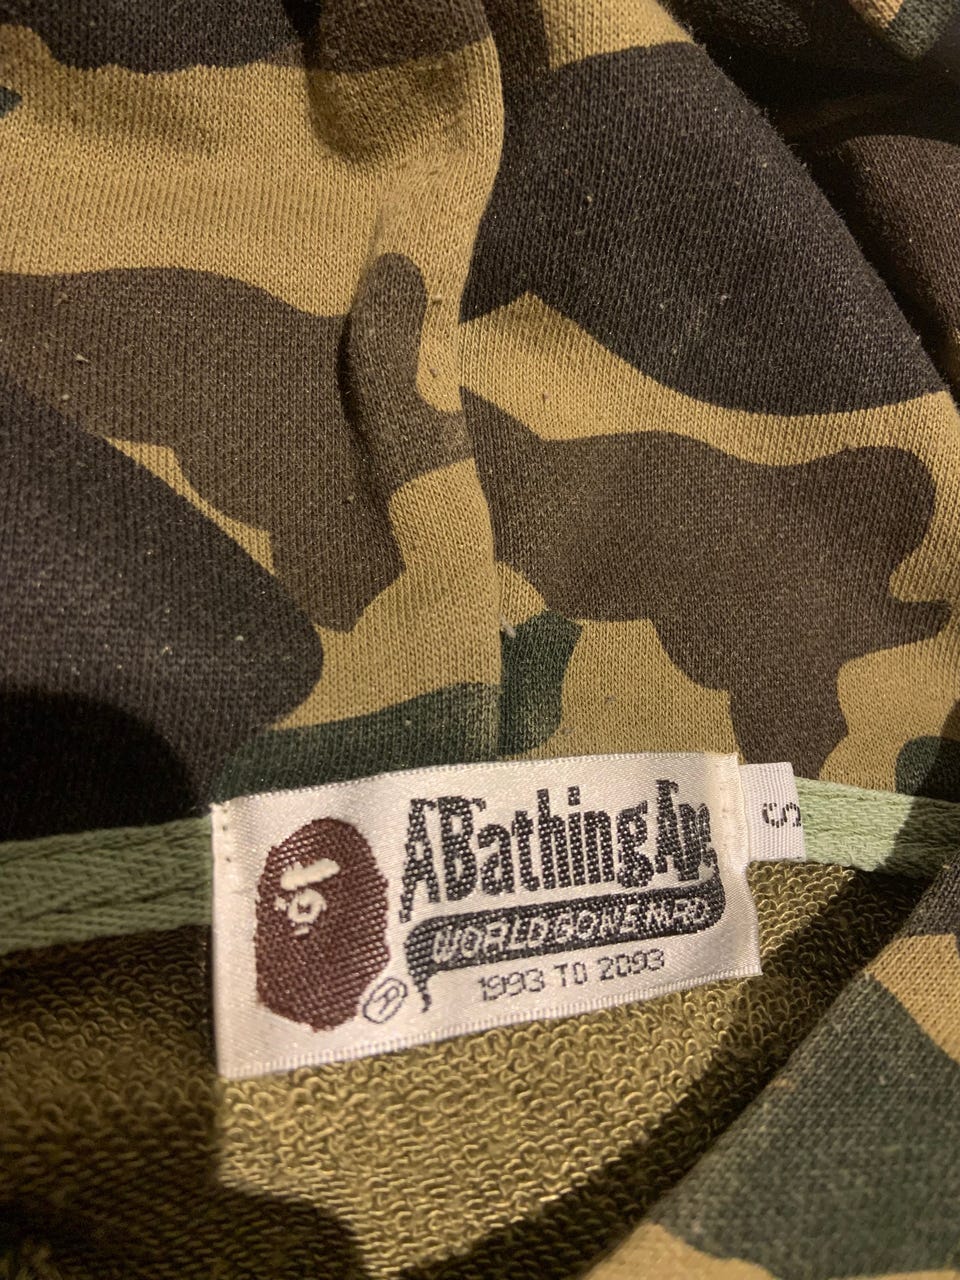 A Bathing Ape
WORLD GONE MAD
®
1993 TO 2093
S